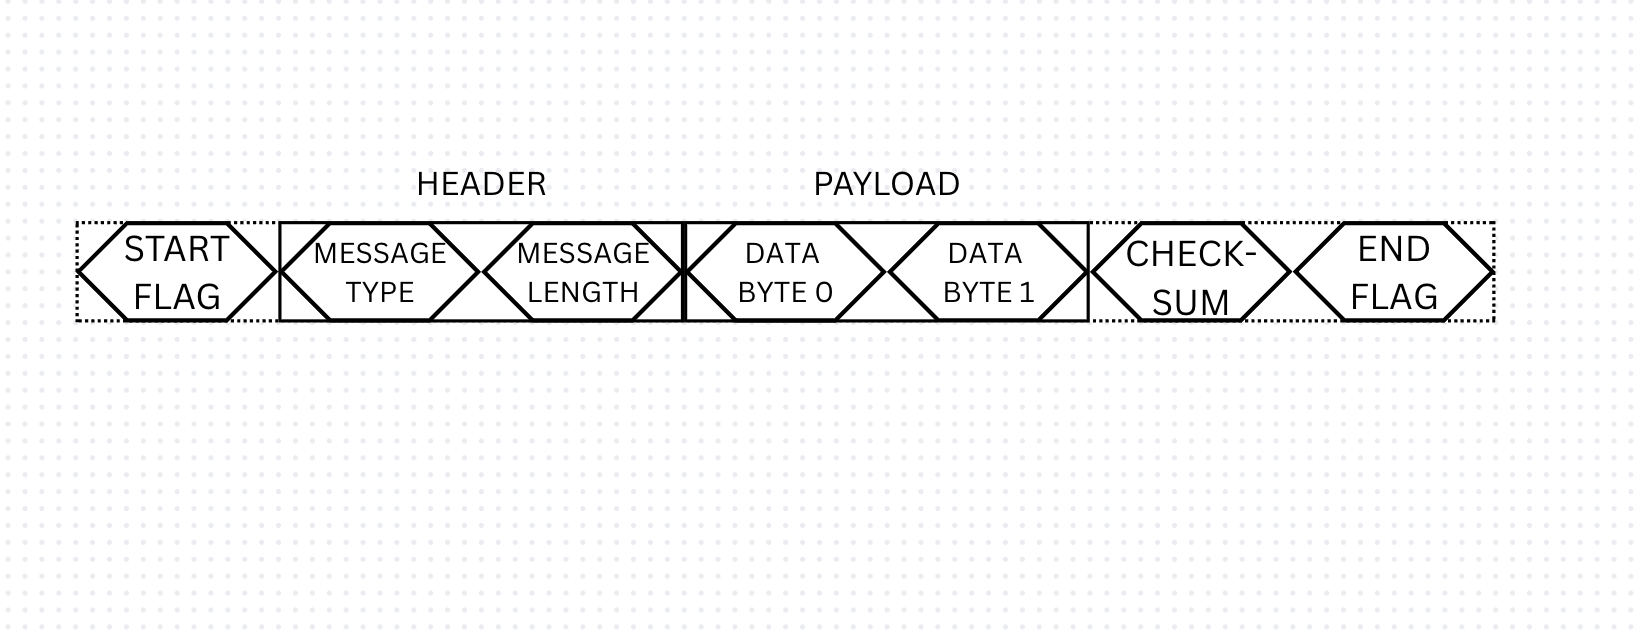 HEADER
PAYLOAD
START
FLAG
MESSAGE
TYPE
MESSAGE
LENGTH
DATA
BYTE 0
DATA
BYTE 1
CHECK-
SUM
END
FLAG